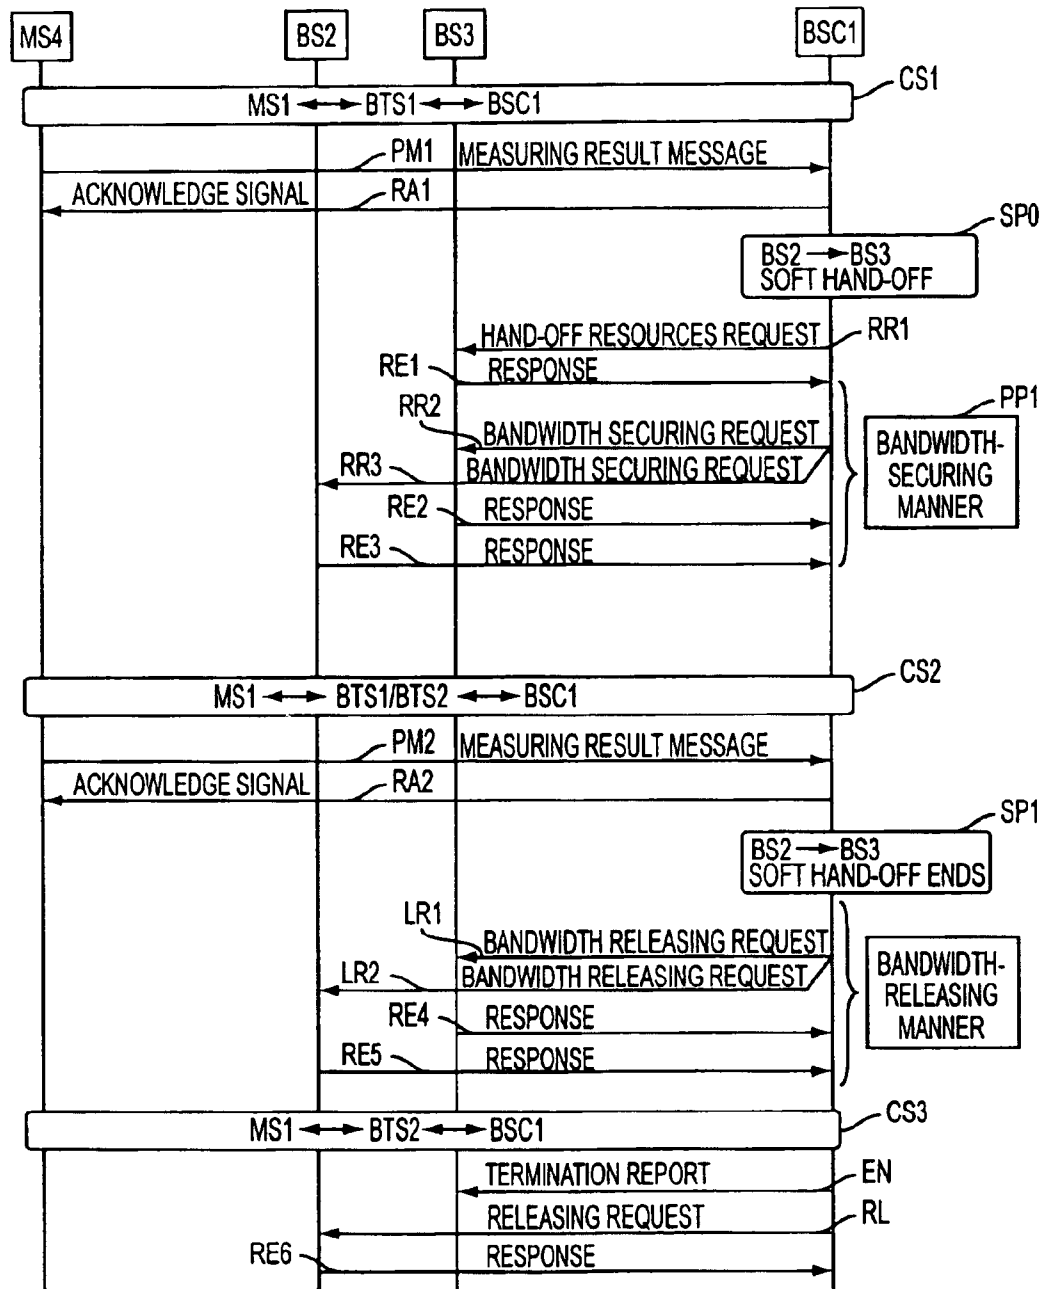 MS4 BS2 BS3 BSC1
CS1
MS1 BTS1 BSC1
PM1 MEASURING RESULT MESSAGE
ACKNOWLEDGE SIGNAL RA1
SP0
BS2 BS3
SOFT HAND-OFF
HAND-OFF RESOURCES REQUEST RR1
RE1 RESPONSE
PP1
RR2 BANDWIDTH SECURING REQUEST
RR3 BANDWIDTH SECURING REQUEST
BANDWIDTH-
SECURING
MANNER
RE2 RESPONSE
RE3 RESPONSE
CS2
MS1 BTS1/BTS2 BSC1
PM2 MEASURING RESULT MESSAGE
ACKNOWLEDGE SIGNAL RA2
SP1
BS2 BS3
SOFT HAND-OFF ENDS
LR1 BANDWIDTH RELEASING REQUEST
LR2 BANDWIDTH RELEASING REQUEST
BANDWIDTH-
RELEASING
MANNER
RE4 RESPONSE
RE5 RESPONSE
CS3
MS1 BTS2 BSC1
TERMINATION REPORT EN
RELEASING REQUEST RL
RE6 RESPONSE